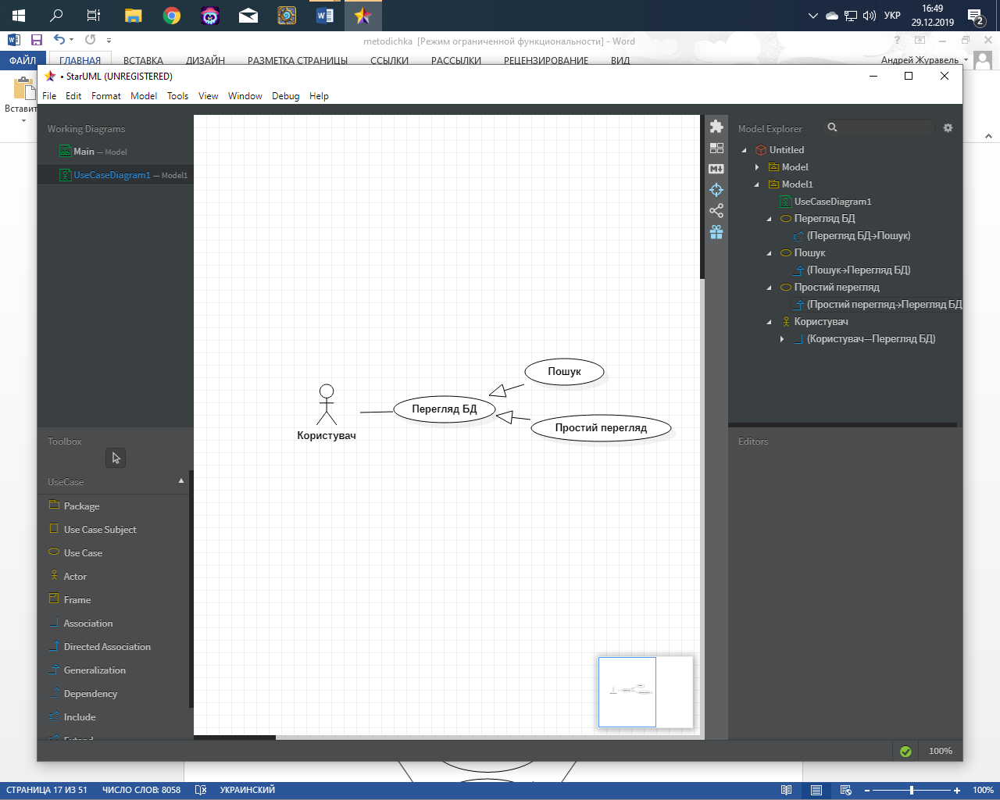 УКР
16:49
29.12.2019
2
metodichka [Режим ограниченной функциональности] - Word
ФАЙЛ ГЛАВНАЯ ВСТАВКА ДИЗАЙН РАЗМЕТКА СТРАНИЦЫ ССЫЛКИ РАССЫЛКИ РЕЦЕНЗИРОВАНИЕ ВИД Андрей Журавель
Вставит
• StarUML (UNREGISTERED)
File Edit Format Model Tools View Window Debug Help
Working Diagrams
Main — Model
UseCaseDiagram1 — Model1
Toolbox
UseCase
Package
Use Case Subject
Use Case
Actor
Frame
Association
Directed Association
Generalization
Dependency
Include
Extend
Користувач
Перегляд БД
Пошук
Простий перегляд
M↓
Model Explorer
Untitled
Model
Model1
UseCaseDiagram1
Перегляд БД
(Перегляд БД→Пошук)
Пошук
(Пошук→Перегляд БД)
Простий перегляд
(Простий перегляд→Перегляд БД
Користувач
(Користувач—Перегляд БД)
Editors
100%
СТРАНИЦА 17 ИЗ 51 ЧИСЛО СЛОВ: 8058 УКРАИНСКИЙ 100%